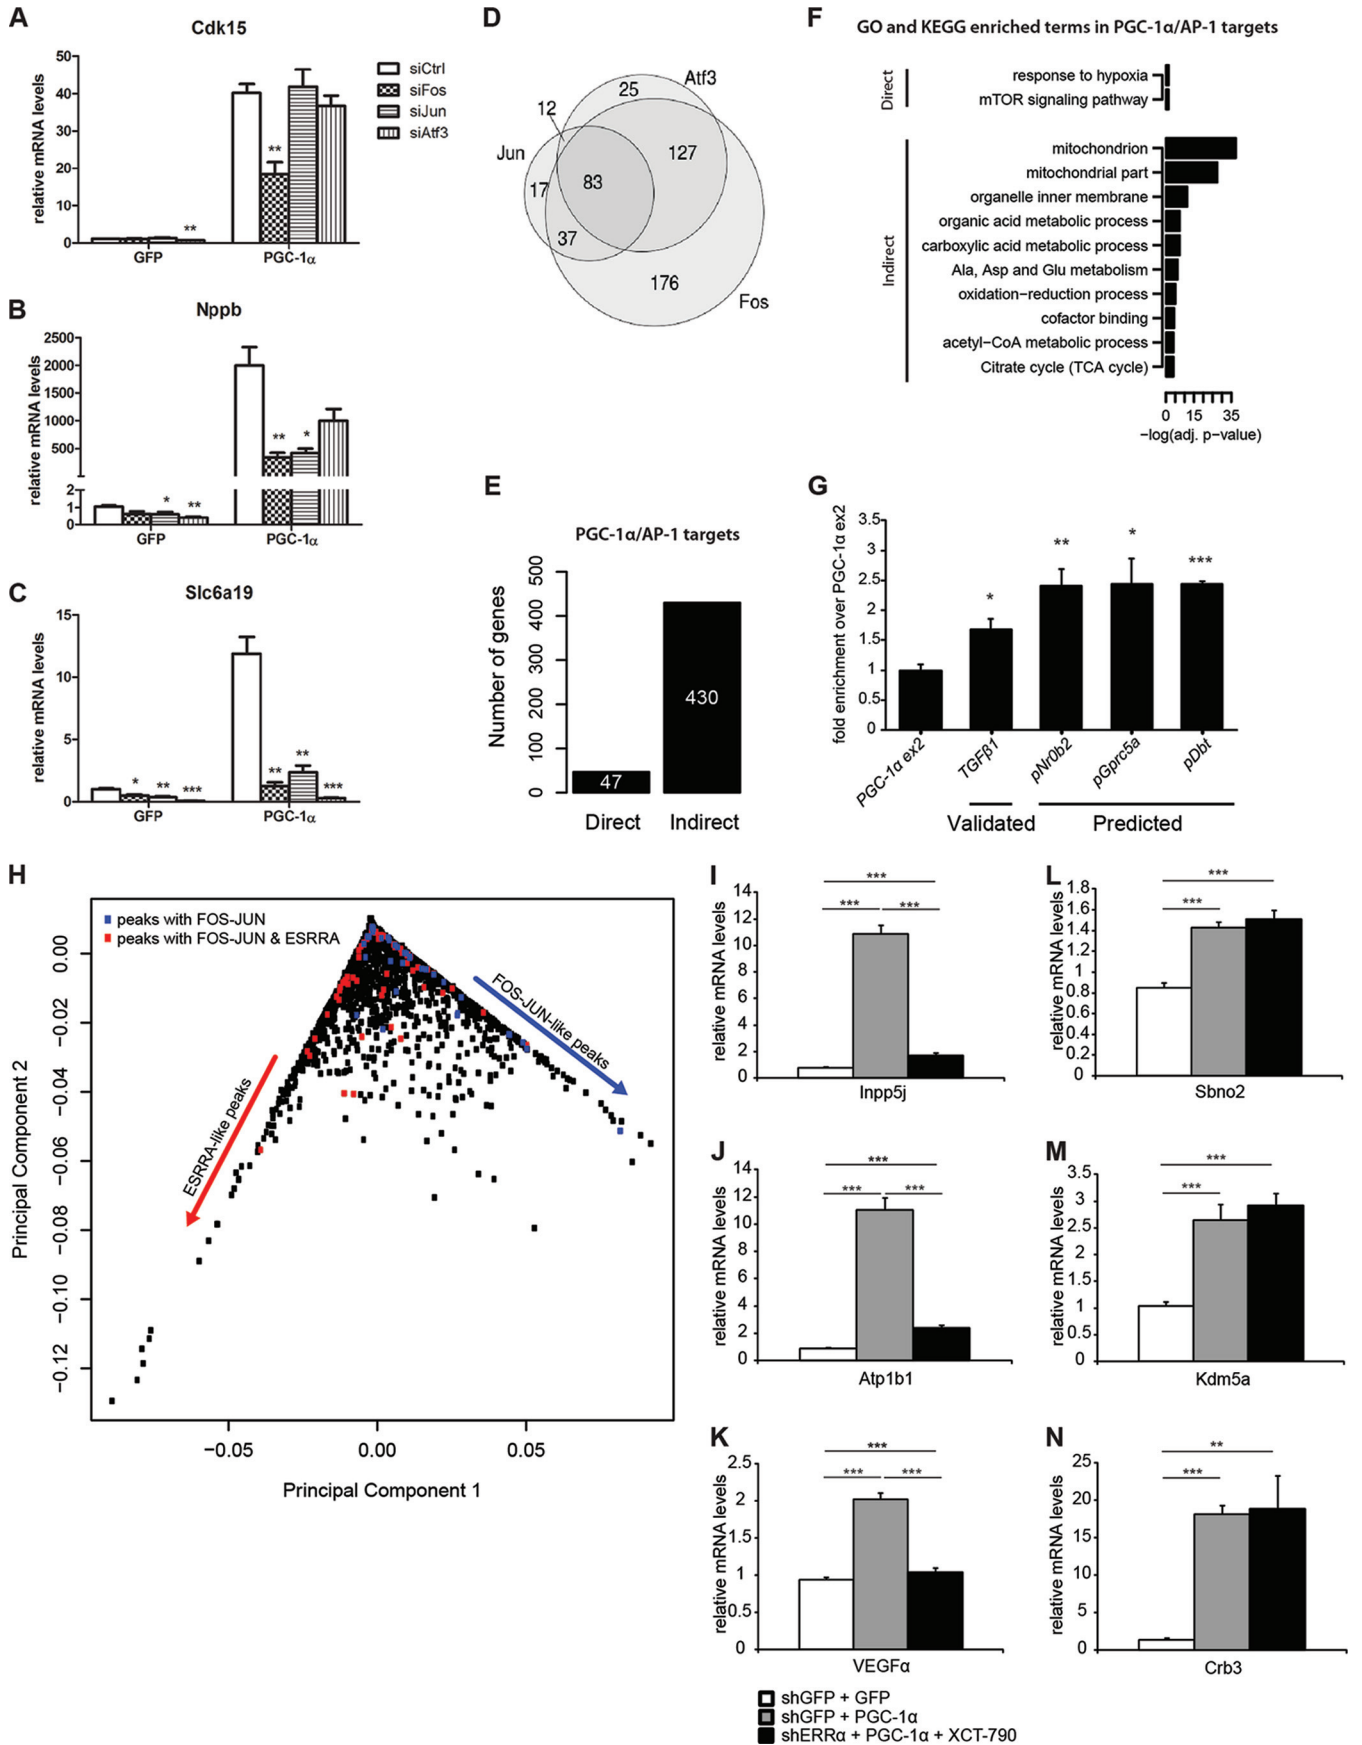 A
Cdk15
relative mRNA levels
50
40
30
20
10
0
**
**
GFP
PGC-1α
siCtrl
siFos
siJun
siAtf3
B
Nppb
relative mRNA levels
2500
2000
1500
1000
500
2
1
0
*
**
**
*
GFP
PGC-1α
C
Slc6a19
relative mRNA levels
15
10
5
0
*
**
***
**
**
***
GFP
PGC-1α
D
Atf3
25
12
Jun
127
17
83
37
176
Fos
E
PGC-1α/AP-1 targets
Number of genes
500
400
300
200
100
0
47
430
Direct
Indirect
F
GO and KEGG enriched terms in PGC-1α/AP-1 targets
Direct
response to hypoxia
mTOR signaling pathway
Indirect
mitochondrion
mitochondrial part
organelle inner membrane
organic acid metabolic process
carboxylic acid metabolic process
Ala, Asp and Glu metabolism
oxidation−reduction process
cofactor binding
acetyl−CoA metabolic process
Citrate cycle (TCA cycle)
0 15 35
−log(adj. p−value)
G
fold enrichment over PGC-1α ex2
3.5
3
2.5
2
1.5
1
0.5
0
*
**
*
***
PGC-1α ex2
TGFβ1
pNr0b2
pGprc5a
pDbt
Validated
Predicted
H
peaks with FOS-JUN
peaks with FOS-JUN & ESRRA
FOS-JUN-like peaks
ESRRA-like peaks
Principal Component 2
0.00
−0.02
−0.04
−0.06
−0.08
−0.10
−0.12
−0.05 0.00 0.05
Principal Component 1
I
relative mRNA levels
14
12
10
8
6
4
2
0
***
*** ***
Inpp5j
J
relative mRNA levels
14
12
10
8
6
4
2
0
***
*** ***
Atp1b1
K
relative mRNA levels
2.5
2
1.5
1
0.5
0
***
*** ***
VEGFα
L
relative mRNA levels
1.8
1.6
1.4
1.2
1
0.8
0.6
0.4
0.2
0
***
***
Sbno2
M
relative mRNA levels
3.5
3
2.5
2
1.5
1
0.5
0
***
***
Kdm5a
N
relative mRNA levels
25
20
15
10
5
0
**
***
Crb3
shGFP + GFP
shGFP + PGC-1α
shERRα + PGC-1α + XCT-790